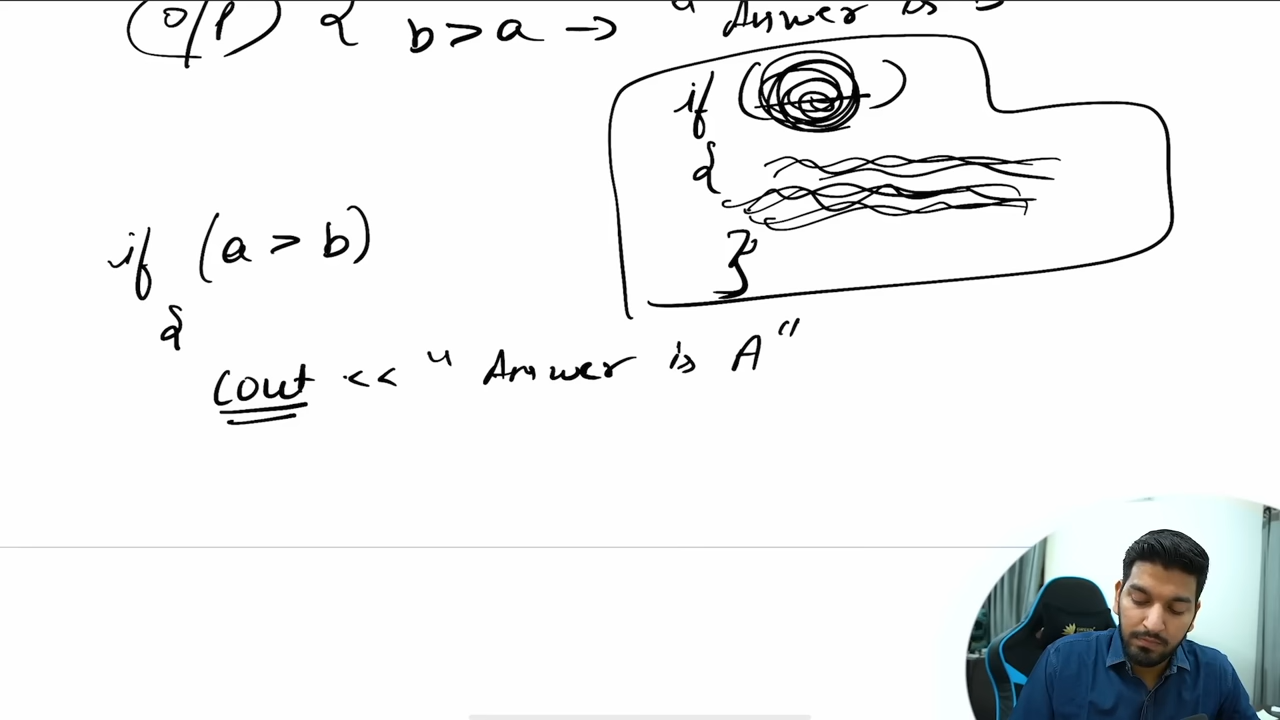 O/P { b > a → " Answer is
if ( )
{
}
if (a > b)
{
cout << " Answer is A "